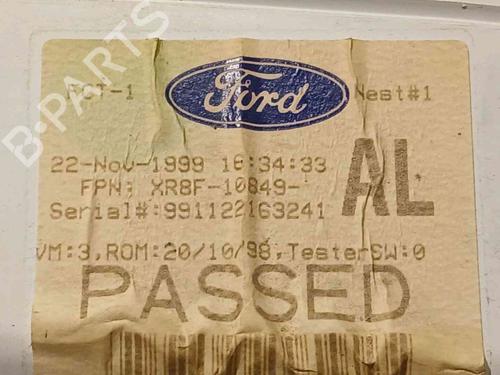 B-PARTS
FCT-1
Ford
Nest#1
22-Nov-1999 16:34:33
FPN: XR8F-10849-
AL
Serial#:991122163241
VM:3,ROM:20/10/98,TesterSW:0
PASSED